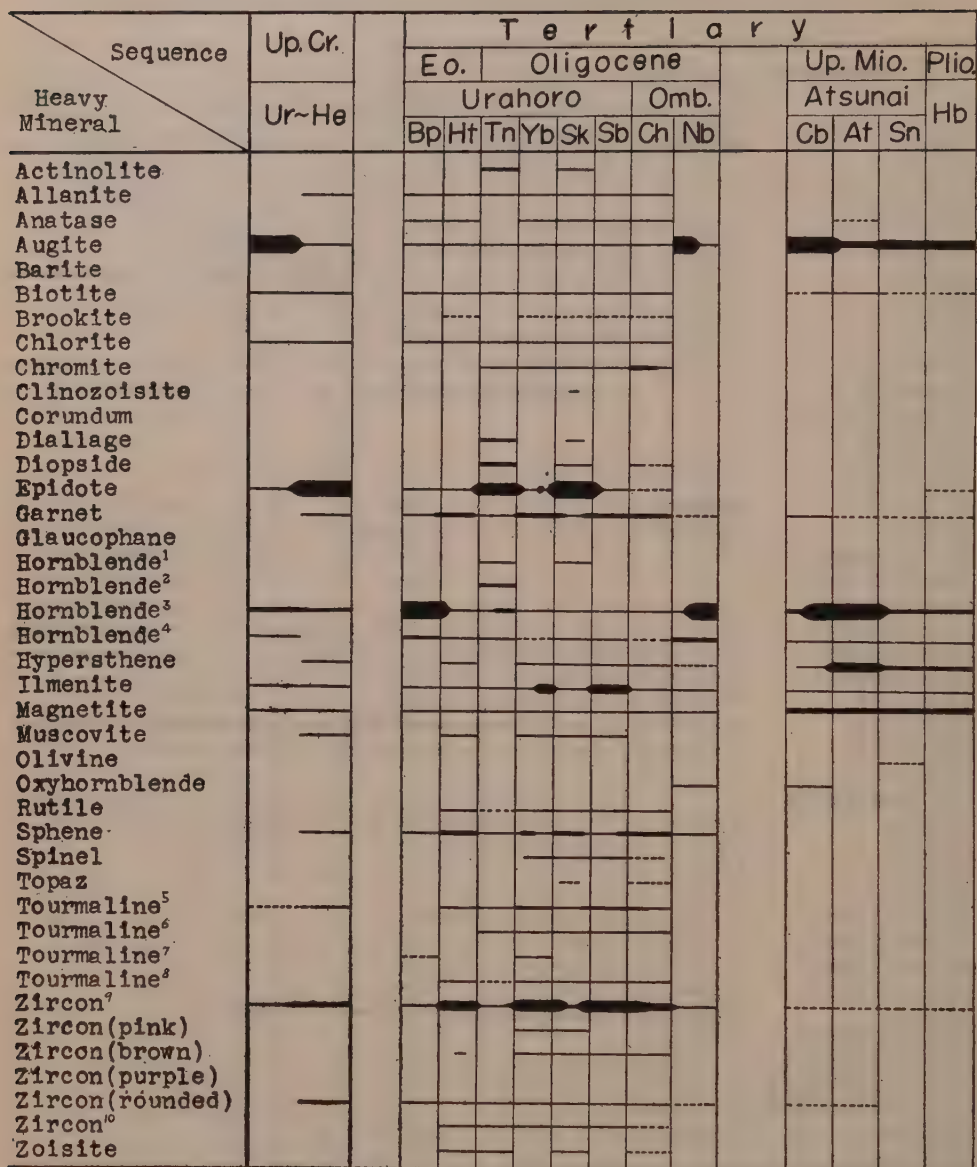 Sequence
Heavy
Mineral
Up. Cr.
Ur~He
Tertiary
Eo. Oligocene Up. Mio. Plio.
Urahoro Omb. Atsunai Hb
Bp Ht Tn Yb Sk Sb Ch Nb Cb At Sn
Actinolite
Allanite
Anatase
Augite
Barite
Biotite
Brookite
Chlorite
Chromite
Clinozoisite
Corundum
Diallage
Diopside
Epidote
Garnet
Glaucophane
Hornblende¹
Hornblende²
Hornblende³
Hornblende⁴
Hypersthene
Ilmenite
Magnetite
Muscovite
Olivine
Oxyhornblende
Rutile
Sphene
Spinel
Topaz
Tourmaline⁵
Tourmaline⁶
Tourmaline⁷
Tourmaline⁸
Zircon⁹
Zircon(pink)
Zircon(brown)
Zircon(purple)
Zircon(rounded)
Zircon¹⁰
Zoisite